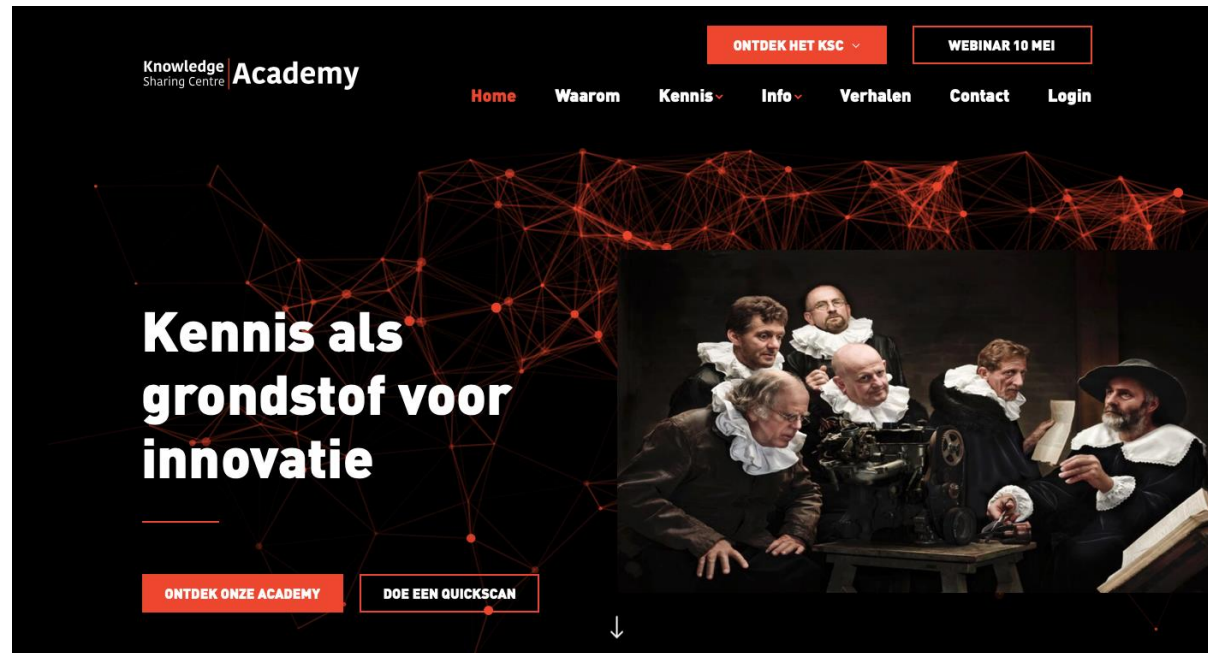 ONTDEK HET KSC
WEBINAR 10 MEI
Knowledge
Sharing Centre
Academy
Home Waarom Kennis Info Verhalen Contact Login
Kennis als
grondstof voor
innovatie
ONTDEK ONZE ACADEMY
DOE EEN QUICKSCAN